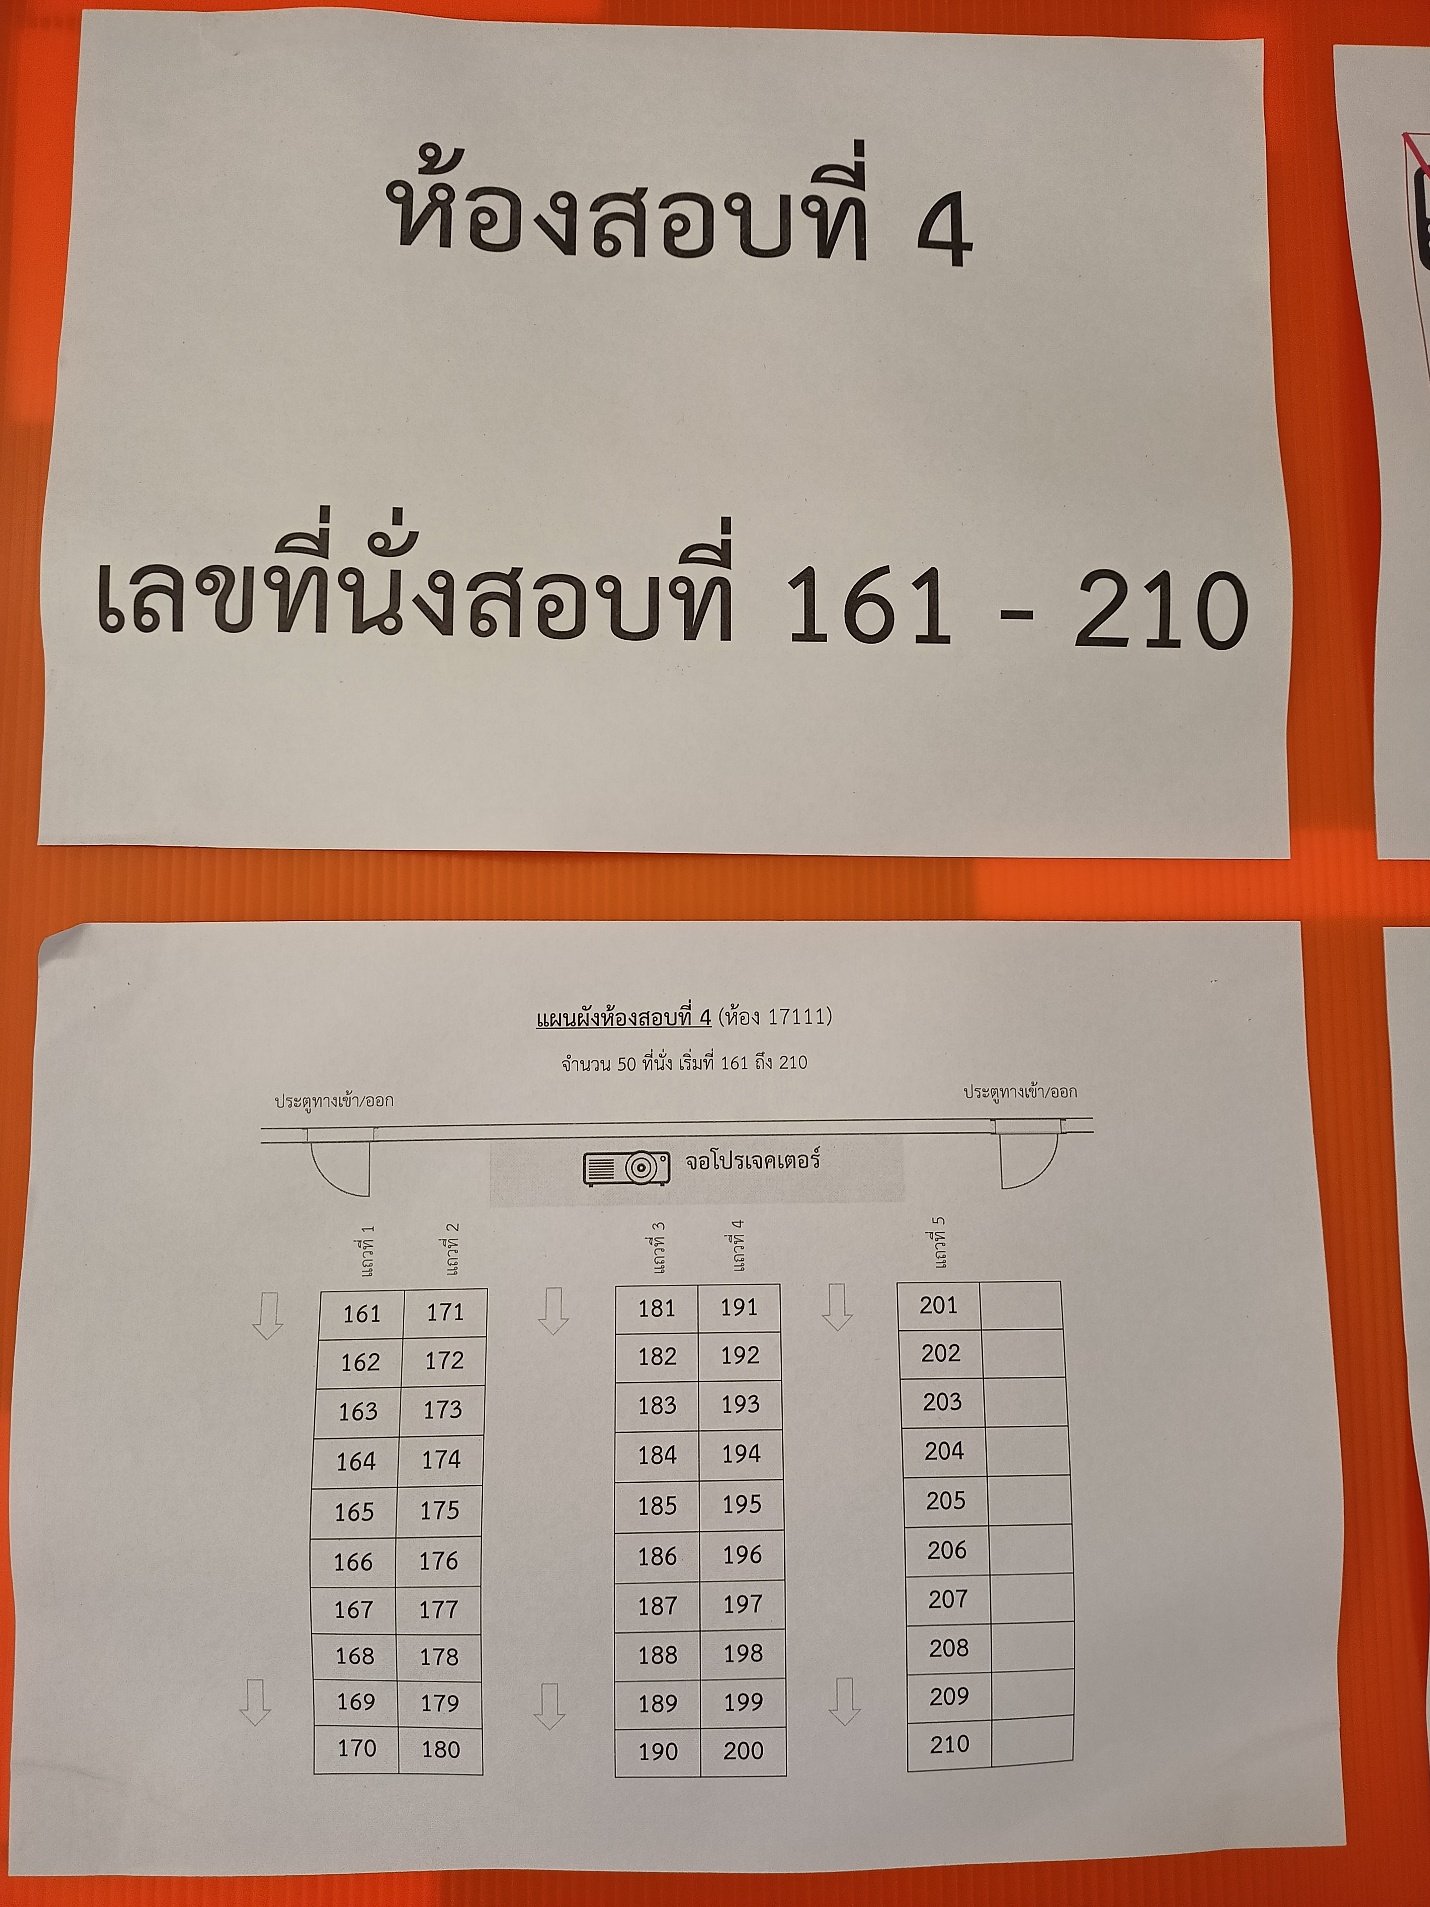 ห้องสอบที่ 4
เลขที่นั่งสอบที่ 161 - 210
แผนผังห้องสอบที่ 4 (ห้อง 17111)
จำนวน 50 ที่นั่ง เริ่มที่ 161 ถึง 210
ประตูทางเข้า/ออก ประตูทางเข้า/ออก
จอโปรเจคเตอร์
แถวที่ 1 แถวที่ 2 แถวที่ 3 แถวที่ 4 แถวที่ 5
161 171 181 191 201
162 172 182 192 202
163 173 183 193 203
164 174 184 194 204
165 175 185 195 205
166 176 186 196 206
167 177 187 197 207
168 178 188 198 208
169 179 189 199 209
170 180 190 200 210